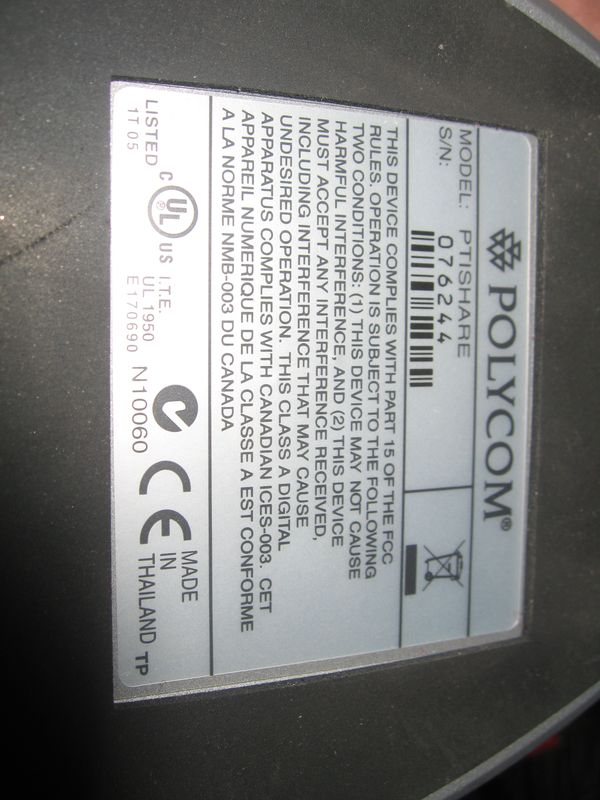 POLYCOM®
MODEL: PTISHARE
S/N: 076244
THIS DEVICE COMPLIES WITH PART 15 OF THE FCC
RULES. OPERATION IS SUBJECT TO THE FOLLOWING
TWO CONDITIONS: (1) THIS DEVICE MAY NOT CAUSE
HARMFUL INTERFERENCE, AND (2) THIS DEVICE
MUST ACCEPT ANY INTERFERENCE RECEIVED,
INCLUDING INTERFERENCE THAT MAY CAUSE
UNDESIRED OPERATION. THIS CLASS A DIGITAL
APPARATUS COMPLIES WITH CANADIAN ICES-003. CET
APPAREIL NUMERIQUE DE LA CLASSE A EST CONFORME
A LA NORME NMB-003 DU CANADA
LISTED
1T 05
C UL US
I.T.E.
UL 1950
E170690
N10060
CE
MADE
IN
THAILAND TP